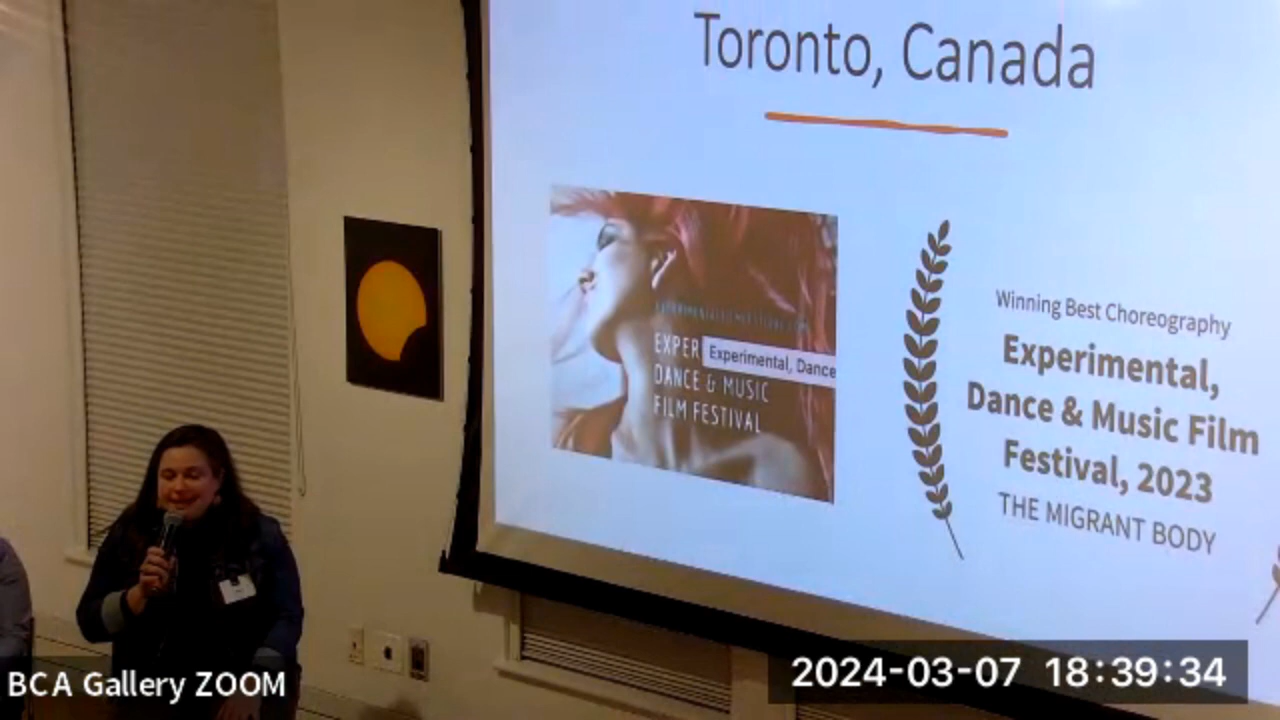 Toronto, Canada
EXPER
Experimental, Dance
DANCE & MUSIC
FILM FESTIVAL
Winning Best Choreography
Experimental,
Dance & Music Film
Festival, 2023
THE MIGRANT BODY
BCA Gallery ZOOM
2024-03-07 18:39:34